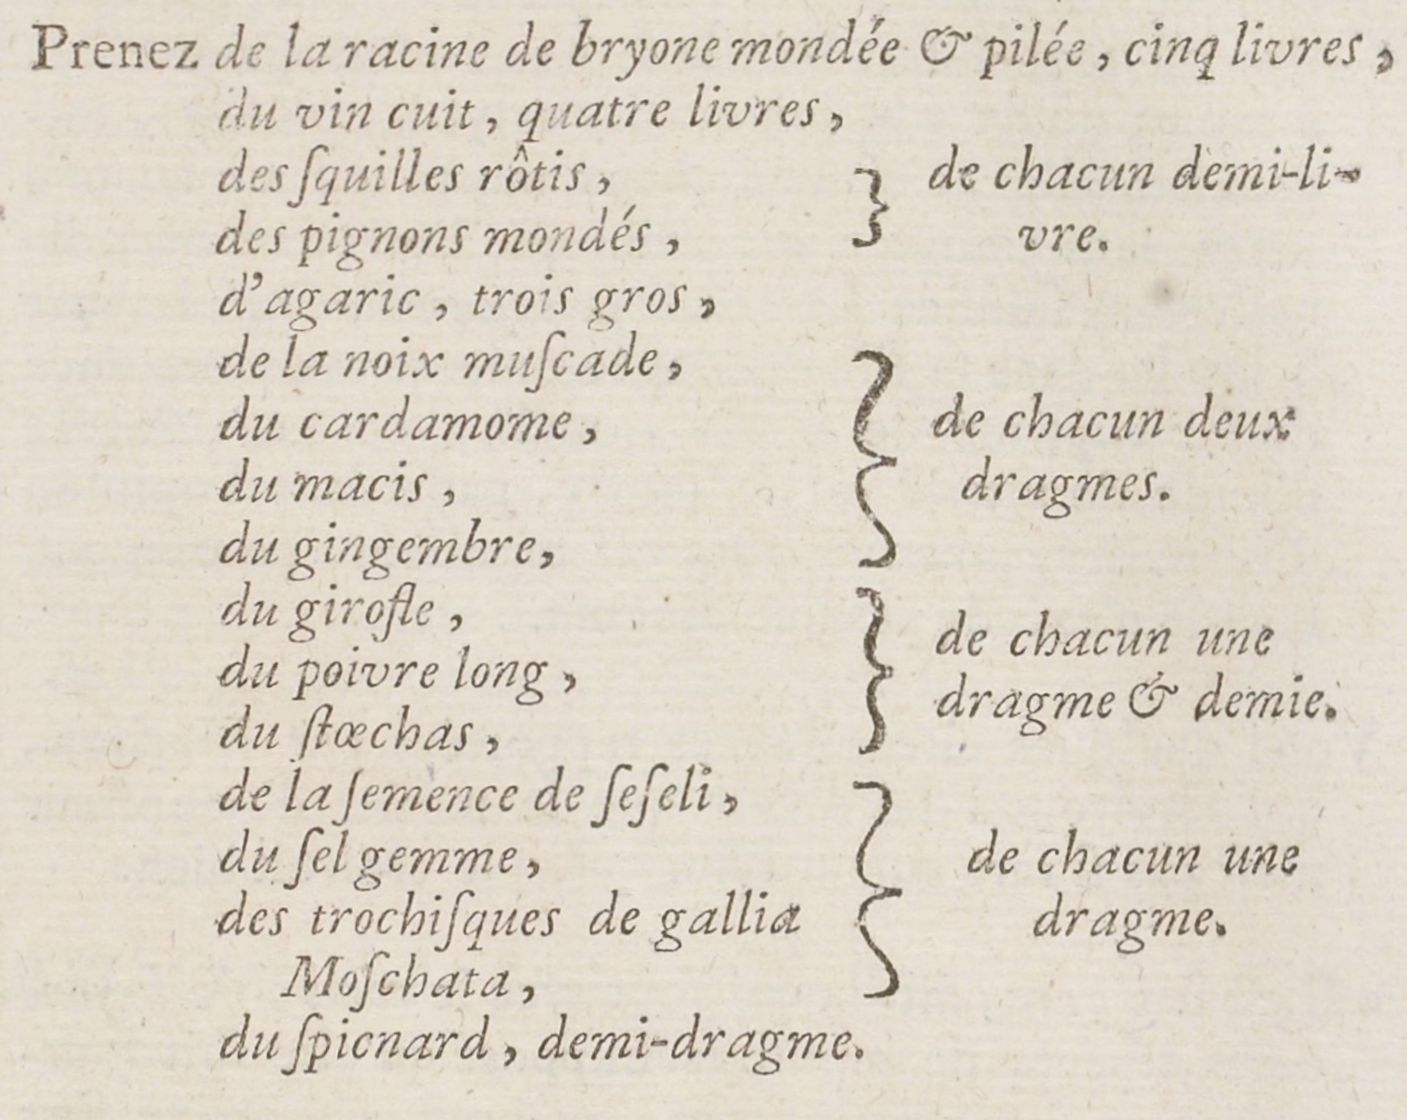 Prenez de la racine de bryone mondée & pilée, cinq livres,
du vin cuit, quatre livres,
des ſquilles rôtis, } de chacun demi-li-
des pignons mondés, vre.
d'agaric, trois gros,
de la noix muſcade,
du cardamome, } de chacun deux
du macis, dragmes.
du gingembre,
du girofle,
du poivre long, } de chacun une
du ſtœchas, dragme & demie.
de la ſemence de ſeſeli,
du ſel gemme, } de chacun une
des trochiſques de gallia dragme.
Moſchata,
du ſpicnard, demi-dragme.